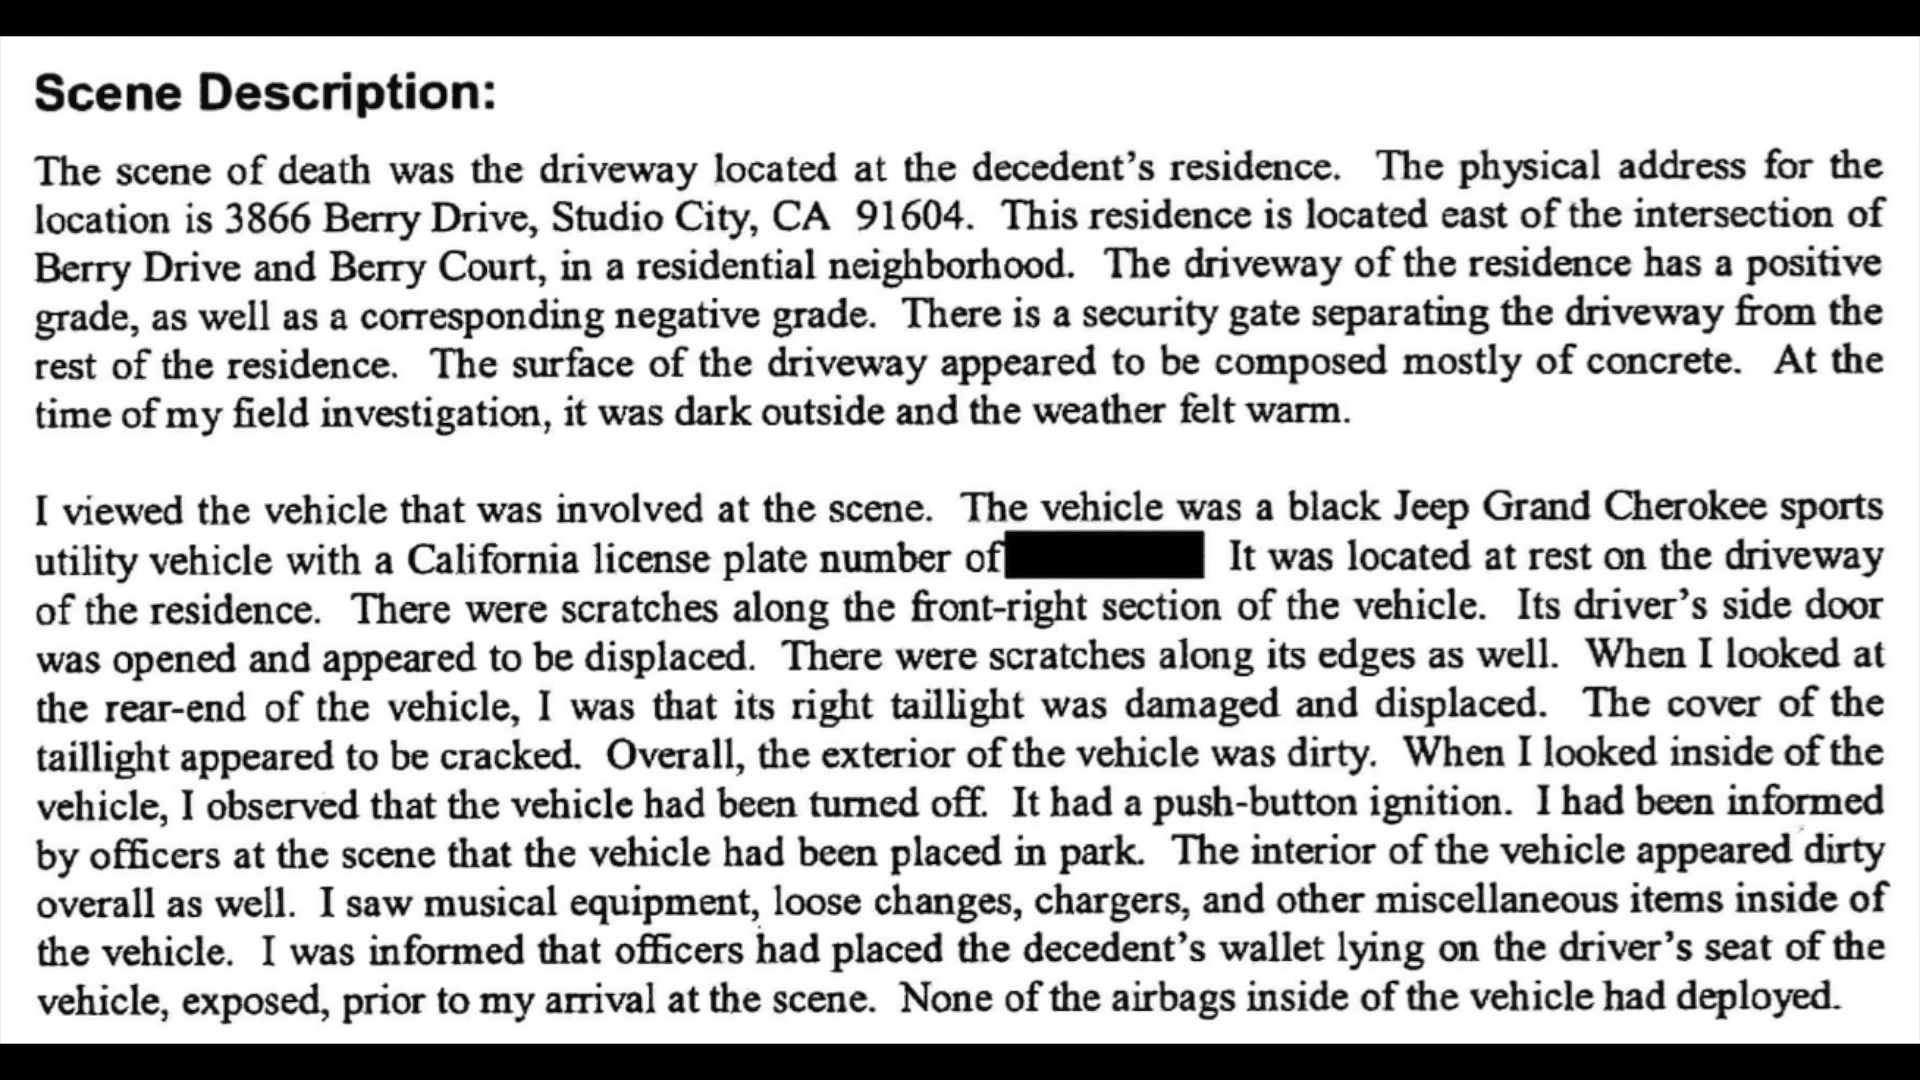 Scene Description:
The scene of death was the driveway located at the decedent's residence. The physical address for the
location is 3866 Berry Drive, Studio City, CA 91604. This residence is located east of the intersection of
Berry Drive and Berry Court, in a residential neighborhood. The driveway of the residence has a positive
grade, as well as a corresponding negative grade. There is a security gate separating the driveway from the
rest of the residence. The surface of the driveway appeared to be composed mostly of concrete. At the
time of my field investigation, it was dark outside and the weather felt warm.
I viewed the vehicle that was involved at the scene. The vehicle was a black Jeep Grand Cherokee sports
utility vehicle with a California license plate number of It was located at rest on the driveway
of the residence. There were scratches along the front-right section of the vehicle. Its driver's side door
was opened and appeared to be displaced. There were scratches along its edges as well. When I looked at
the rear-end of the vehicle, I was that its right taillight was damaged and displaced. The cover of the
taillight appeared to be cracked. Overall, the exterior of the vehicle was dirty. When I looked inside of the
vehicle, I observed that the vehicle had been turned off. It had a push-button ignition. I had been informed
by officers at the scene that the vehicle had been placed in park. The interior of the vehicle appeared dirty
overall as well. I saw musical equipment, loose changes, chargers, and other miscellaneous items inside of
the vehicle. I was informed that officers had placed the decedent's wallet lying on the driver's seat of the
vehicle, exposed, prior to my arrival at the scene. None of the airbags inside of the vehicle had deployed.